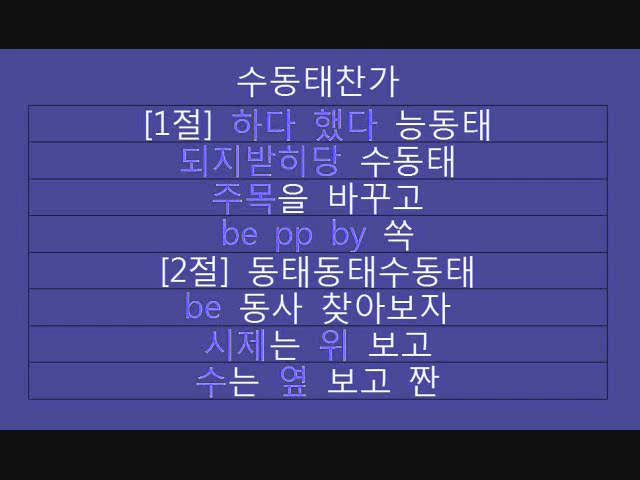 수동태찬가
[1절] 하다 했다 능동태
되지받히당 수동태
주목을 바꾸고
be pp by 쏙
[2절] 동태동태수동태
be 동사 찾아보자
시제는 위 보고
수는 옆 보고 짠